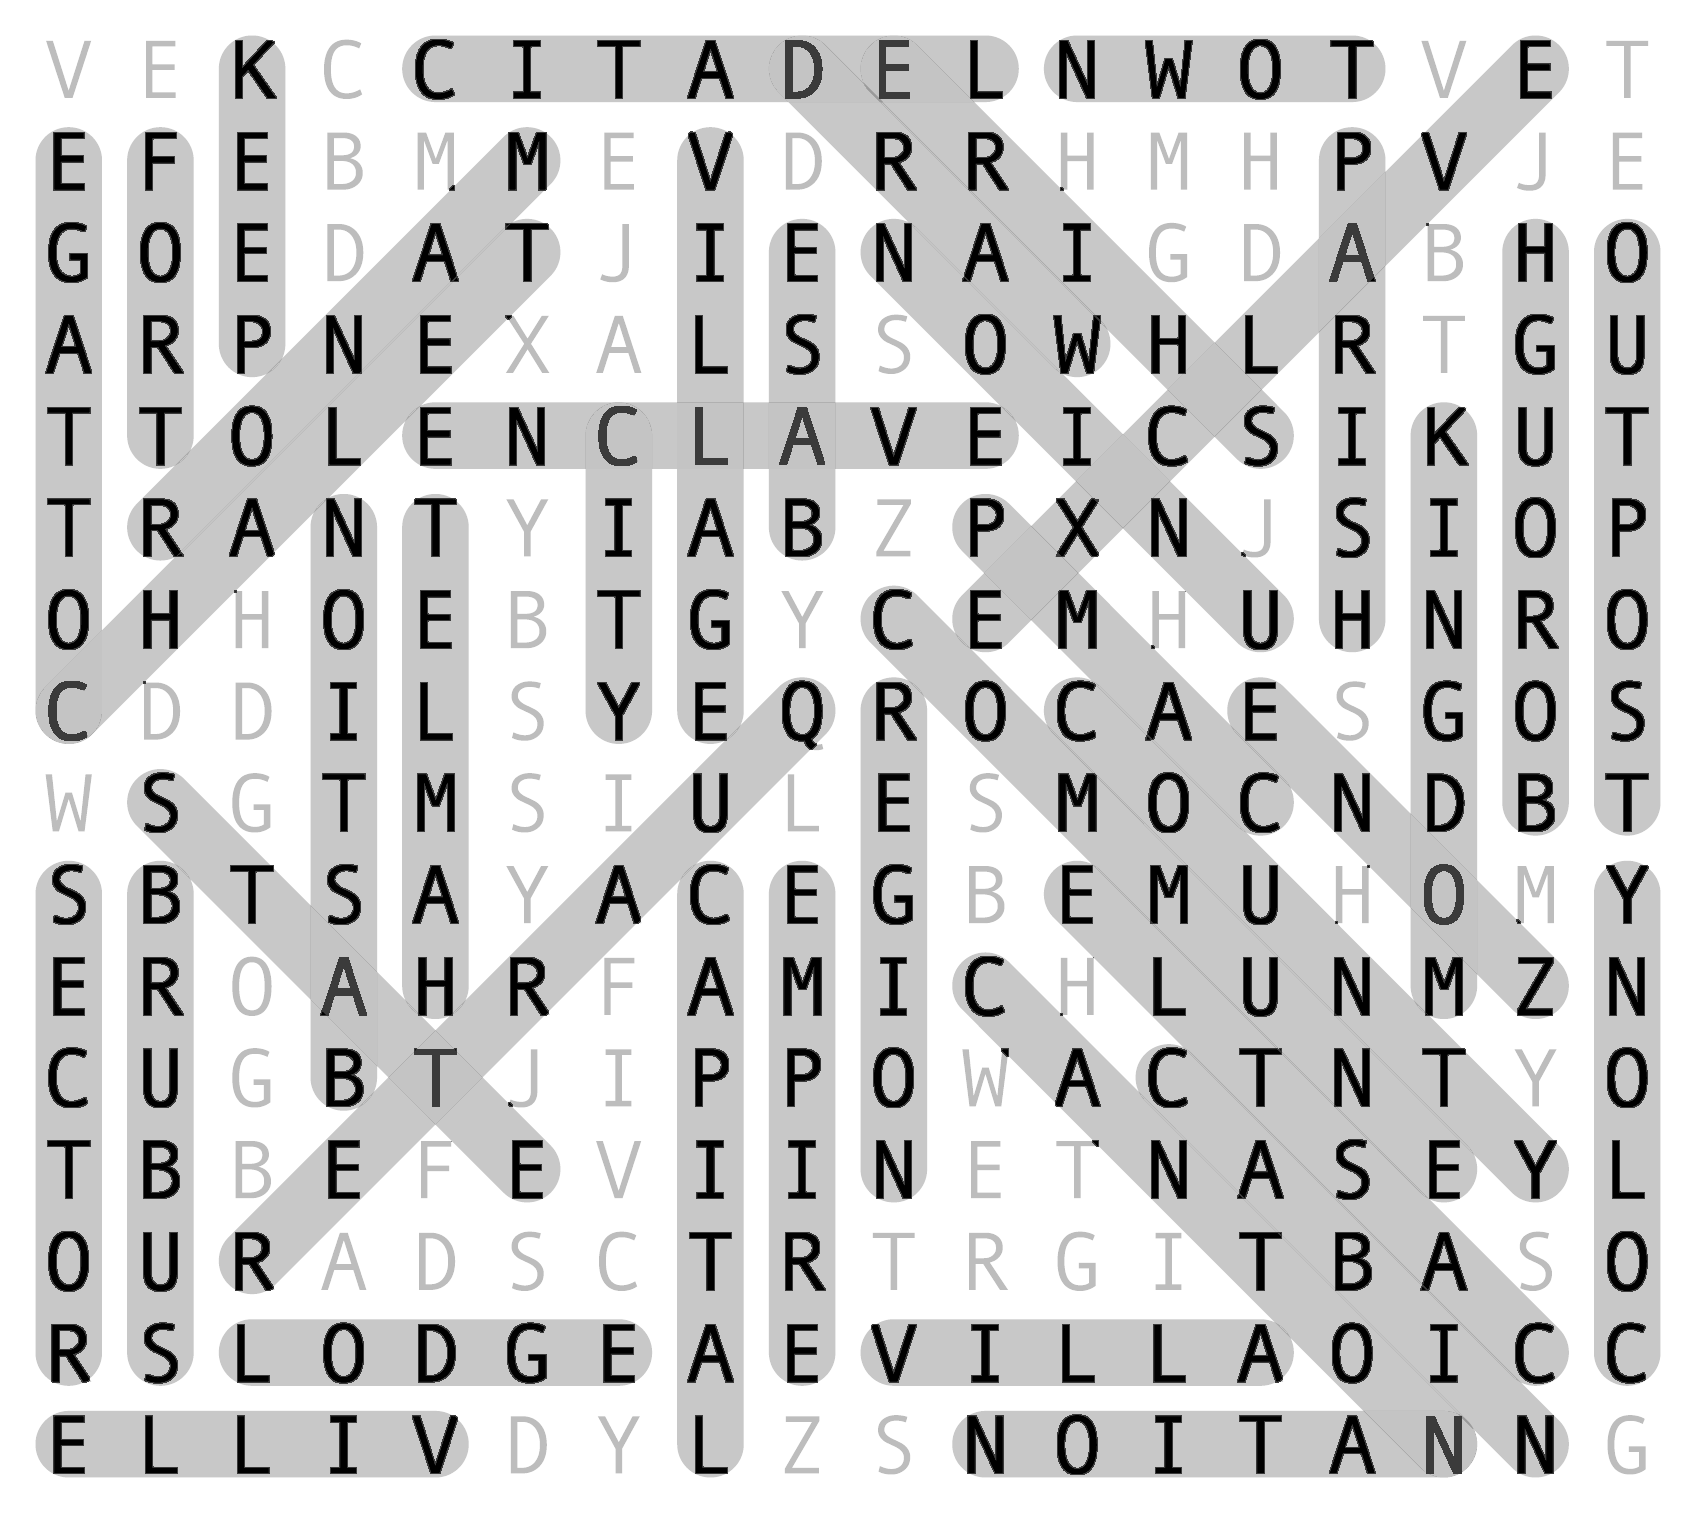 V E K C C I T A D E L N W O T V E T
E F E B M M E V D R R H M H P V J E
G O E D A T J I E N A I G D A B H O
A R P N E X A L S S O W H L R T G U
T T O L E N C L A V E I C S I K U T
T R A N T Y I A B Z P X N J S I O P
O H H O E B T G Y C E M H U H N R O
C D D I L S Y E Q R O C A E S G O S
W S G T M S I U L E S M O C N D B T
S B T S A Y A C E G B E M U H O M Y
E R O A H R F A M I C H L U N M Z N
C U G B T J I P P O W A C T N T Y O
T B B E F E V I I N E T N A S E Y L
O U R A D S C T R T R G I T B A S O
R S L O D G E A E V I L L A O I C C
E L L I V D Y L Z S N O I T A N N G